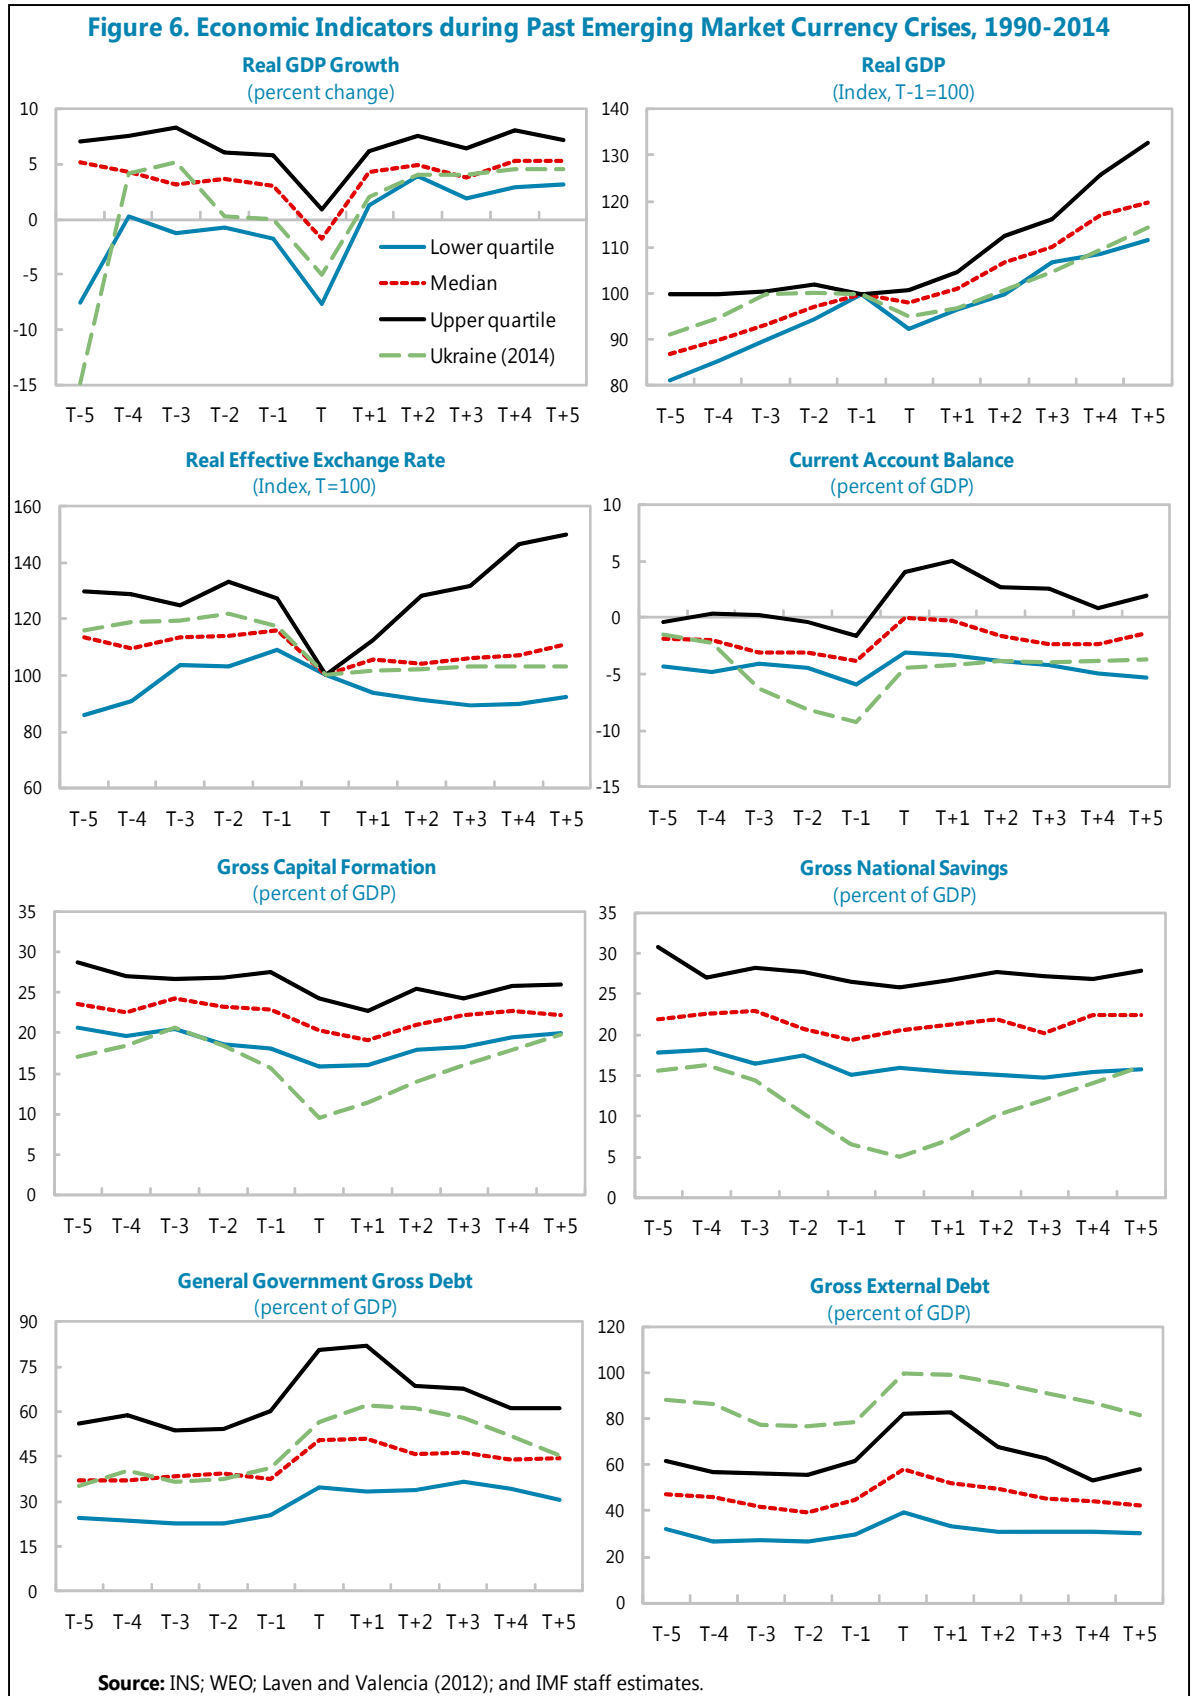 Figure 6. Economic Indicators during Past Emerging Market Currency Crises, 1990-2014
Real GDP Growth
(percent change)
10
5
0
-5
-10
-15
Lower quartile
Median
Upper quartile
Ukraine (2014)
T-5 T-4 T-3 T-2 T-1 T T+1 T+2 T+3 T+4 T+5
Real GDP
(Index, T-1=100)
140
130
120
110
100
90
80
T-5 T-4 T-3 T-2 T-1 T T+1 T+2 T+3 T+4 T+5
Real Effective Exchange Rate
(Index, T=100)
160
140
120
100
80
60
T-5 T-4 T-3 T-2 T-1 T T+1 T+2 T+3 T+4 T+5
Current Account Balance
(percent of GDP)
10
5
0
-5
-10
-15
T-5 T-4 T-3 T-2 T-1 T T+1 T+2 T+3 T+4 T+5
Gross Capital Formation
(percent of GDP)
35
30
25
20
15
10
5
0
T-5 T-4 T-3 T-2 T-1 T T+1 T+2 T+3 T+4 T+5
Gross National Savings
(percent of GDP)
35
30
25
20
15
10
5
0
T-5 T-4 T-3 T-2 T-1 T T+1 T+2 T+3 T+4 T+5
General Government Gross Debt
(percent of GDP)
90
75
60
45
30
15
0
T-5 T-4 T-3 T-2 T-1 T T+1 T+2 T+3 T+4 T+5
Gross External Debt
(percent of GDP)
120
100
80
60
40
20
0
T-5 T-4 T-3 T-2 T-1 T T+1 T+2 T+3 T+4 T+5
Source: INS; WEO; Laven and Valencia (2012); and IMF staff estimates.